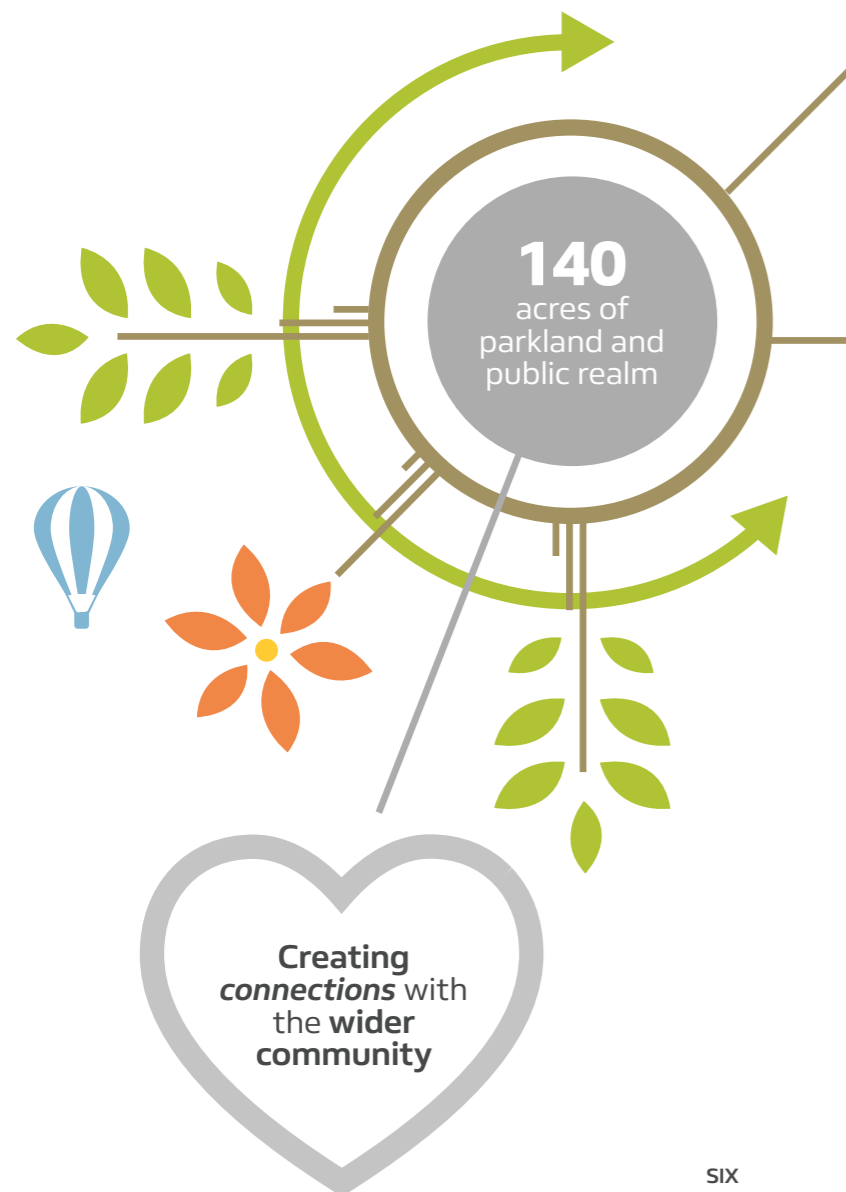 140
acres of
parkland and
public realm
Creating
connections with
the wider
community
SIX